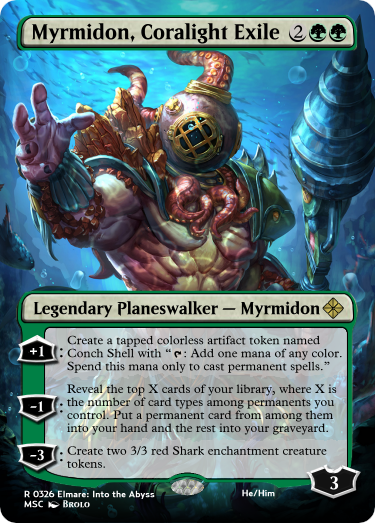 Myrmidon, Coralight Exile 2
Legendary Planeswalker — Myrmidon
+1: Create a tapped colorless artifact token named
Conch Shell with “: Add one mana of any color.
Spend this mana only to cast permanent spells.”
-1: Reveal the top X cards of your library, where X is
the number of card types among permanents you
control. Put a permanent card from among them
into your hand and the rest into your graveyard.
-3: Create two 3/3 red Shark enchantment creature
tokens.
3
R 0326 Elmare: Into the Abyss He/Him
MSC Brolo